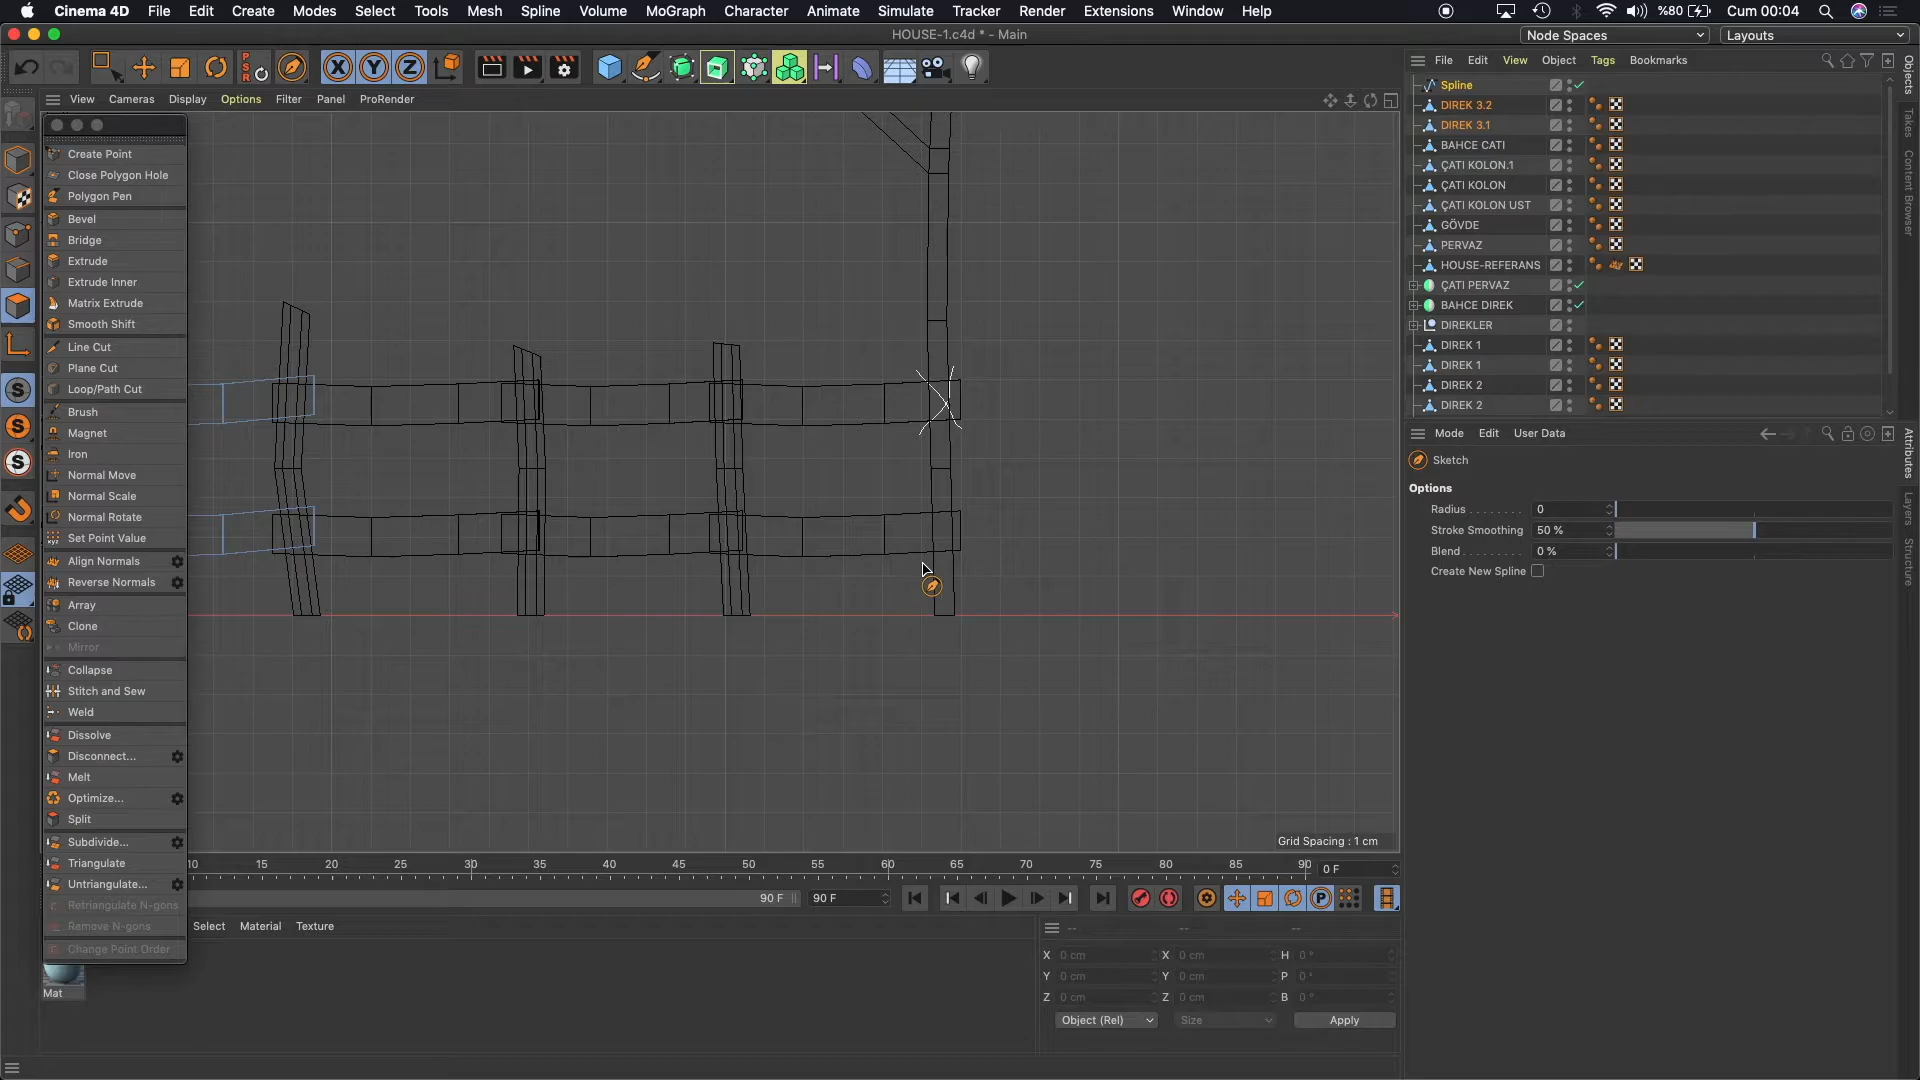 Cinema 4D File Edit Create Modes Select Tools Mesh Spline Volume MoGraph Character Animate Simulate Tracker Render Extensions Window Help %80 Cum 00:04
HOUSE-1.c4d * - Main
Node Spaces Layouts
File Edit View Object Tags Bookmarks
View Cameras Display Options Filter Panel ProRender
Create Point
Close Polygon Hole
Polygon Pen
Bevel
Bridge
Extrude
Extrude Inner
Matrix Extrude
Smooth Shift
Line Cut
Plane Cut
Loop/Path Cut
Brush
Magnet
Iron
Normal Move
Normal Scale
Normal Rotate
Set Point Value
Align Normals
Reverse Normals
Array
Clone
Mirror
Collapse
Stitch and Sew
Weld
Dissolve
Disconnect...
Melt
Optimize...
Split
Subdivide...
Triangulate
Untriangulate...
Retriangulate N-gons
Remove N-gons
Change Point Order
Spline
DIREK 3.2
DIREK 3.1
BAHCE CATI
ÇATI KOLON.1
ÇATI KOLON
ÇATI KOLON UST
GÖVDE
PERVAZ
HOUSE-REFERANS
ÇATI PERVAZ
BAHCE DIREK
DIREKLER
DIREK 1
DIREK 1
DIREK 2
DIREK 2
Objects
Takes
Content Browser
Mode Edit User Data
Sketch
Options
Radius . . . . . . . . 0
Stroke Smoothing 50 %
Blend . . . . . . . . . 0 %
Create New Spline
Attributes
Layers
Structure
Grid Spacing : 1 cm
10 15 20 25 30 35 40 45 50 55 60 65 70 75 80 85 90 0 F
90 F 90 F
Select Material Texture
Mat
-- -- --
X 0 cm X 0 cm H 0 °
Y 0 cm Y 0 cm P 0 °
Z 0 cm Z 0 cm B 0 °
Object (Rel) Size Apply